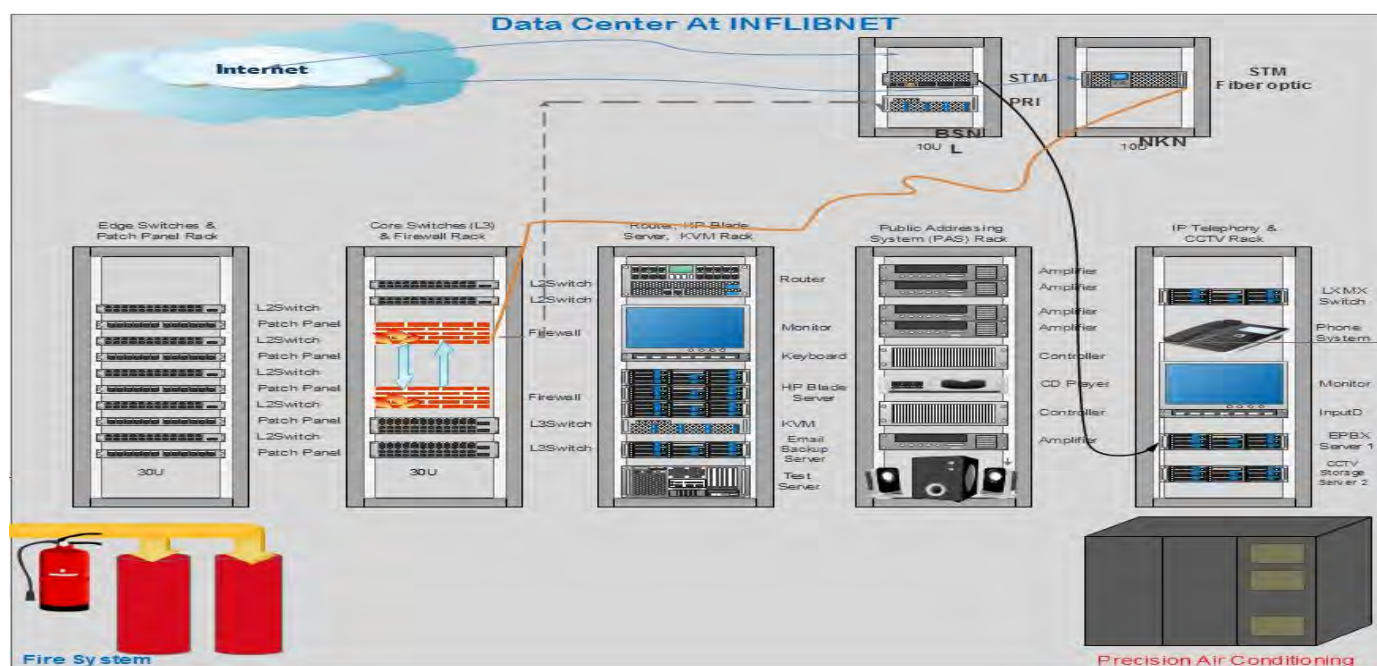 Data Center At INFLIBNET
Internet
STM
PRI
BSN
L
10U
STM
Fiber optic
NKN
10U
Edge Switches &
Patch Panel Rack
L2Switch
Patch Panel
L2Switch
Patch Panel
L2Switch
Patch Panel
L2Switch
Patch Panel
L2Switch
Patch Panel
30U
Core Switches (L3)
& Firewall Rack
L2Switch
L2Switch
Firewall
Firewall
L3Switch
L3Switch
30U
Router, HP Blade
Server, KVM Rack
Router
Monitor
Keyboard
HP Blade
Server
KVM
Email
Backup
Server
Test
Server
Public Addressing
System (PAS) Rack
Amplifier
Amplifier
Amplifier
Amplifier
Controller
CD Player
Controller
Amplifier
IP Telephony &
CCTV Rack
LXMX
Switch
Phone
System
Monitor
InputD
EPBX
Server 1
CCTV
Storage
Server 2
Fire System
Precision Air Conditioning